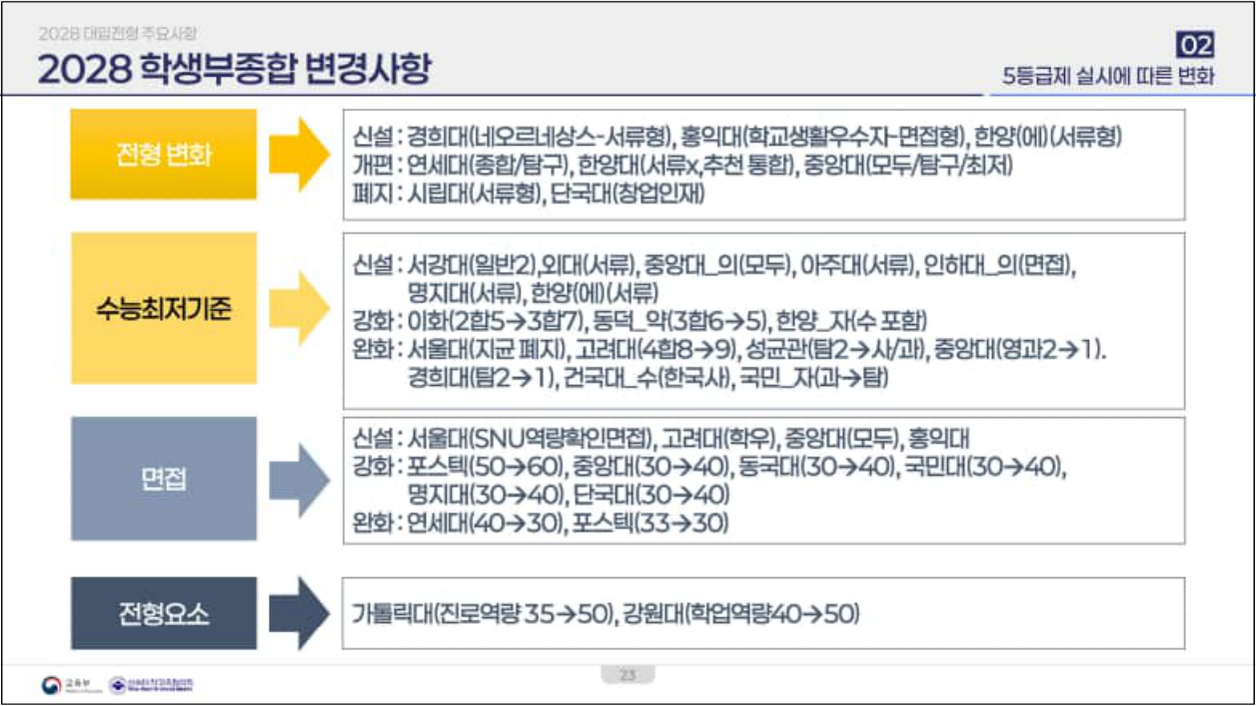 2028 대입전형 주요사항
2028 학생부종합 변경사항
02
5등급제 실시에 따른 변화
전형 변화
신설 : 경희대(네오르네상스-서류형), 홍익대(학교생활우수자-면접형), 한양(에)(서류형)
개편 : 연세대(종합/탐구), 한양대(서류x,추천 통합), 중앙대(모두/탐구/최저)
폐지 : 시립대(서류형), 단국대(창업인재)
수능최저기준
신설 : 서강대(일반2),외대(서류), 중앙대_의(모두), 아주대(서류), 인하대_의(면접),
명지대(서류), 한양(에)(서류)
강화 : 이화(2합5→3합7), 동덕_약(3합6→5), 한양_자(수 포함)
완화 : 서울대(지균 폐지), 고려대(4합8→9), 성균관(탐2→사/과), 중앙대(영과2→1).
경희대(탐2→1), 건국대_수(한국사), 국민_자(과→탐)
면접
신설 : 서울대(SNU역량확인면접), 고려대(학우), 중앙대(모두), 홍익대
강화 : 포스텍(50→60), 중앙대(30→40), 동국대(30→40), 국민대(30→40),
명지대(30→40), 단국대(30→40)
완화 : 연세대(40→30), 포스텍(33→30)
전형요소
가톨릭대(진로역량 35→50), 강원대(학업역량40→50)
23
교육부